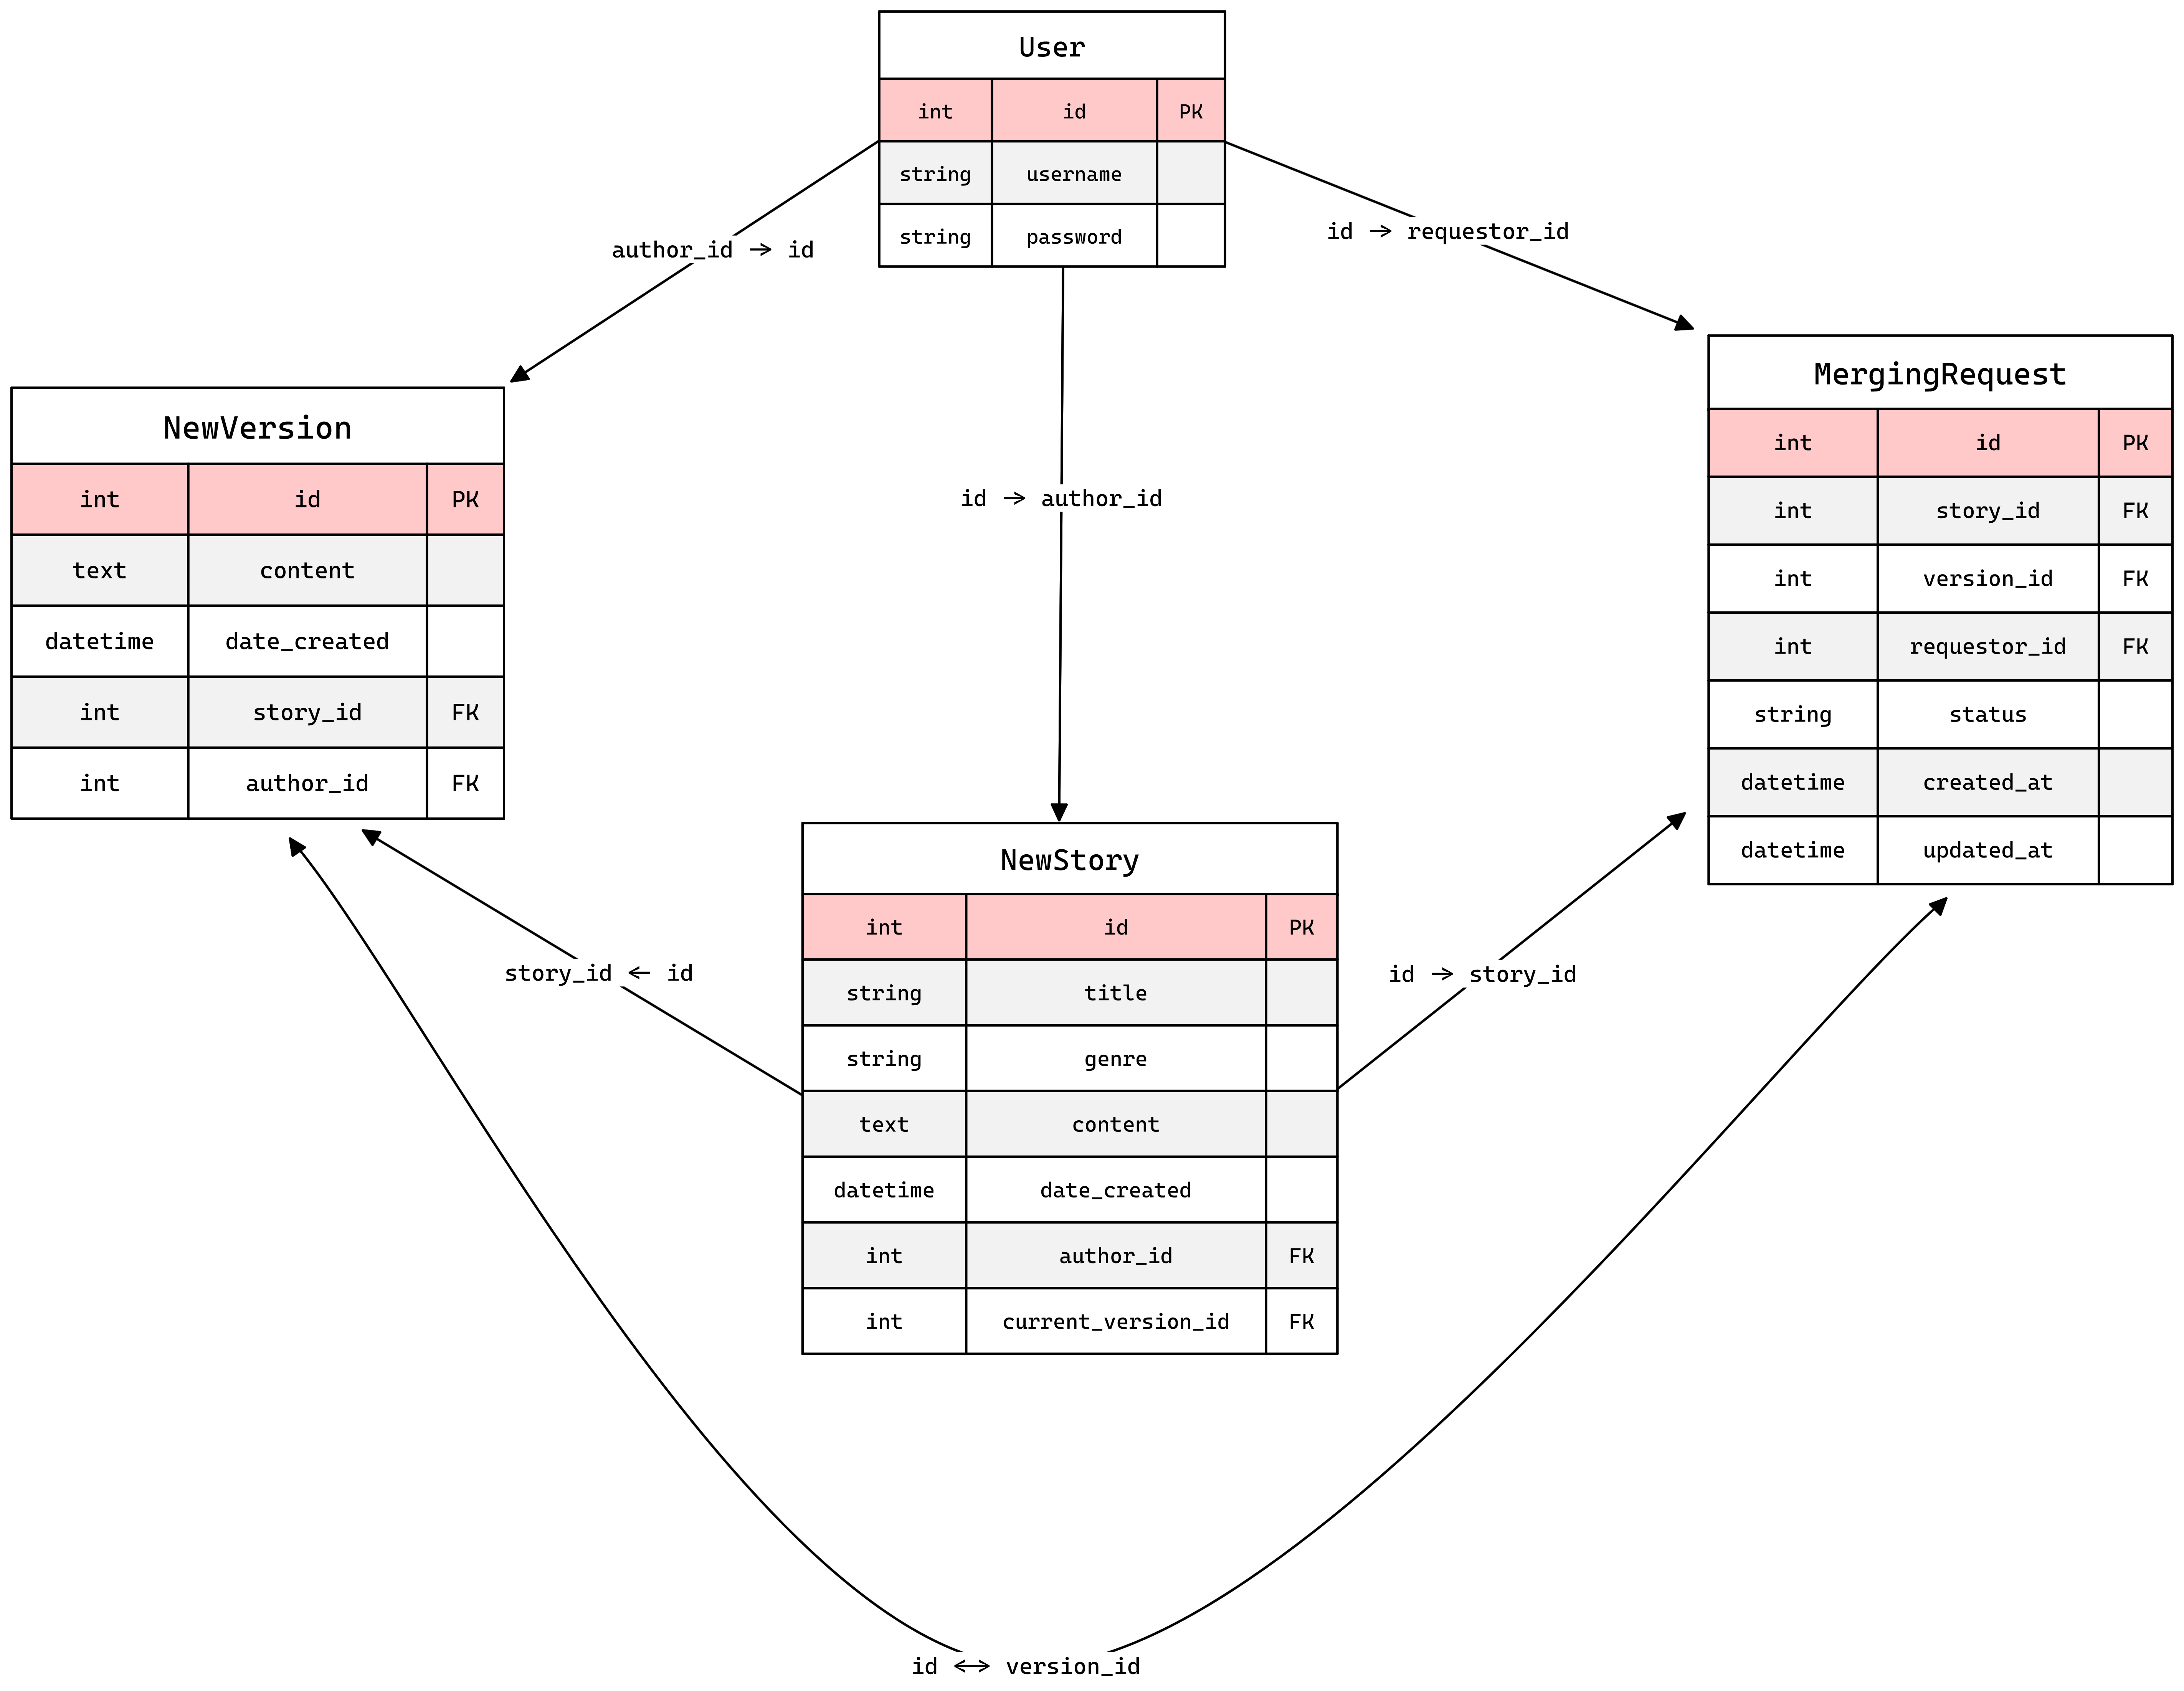 User
int id PK
string username
string password
author_id → id
id → requestor_id
NewVersion
int id PK
text content
datetime date_created
int story_id FK
int author_id FK
id → author_id
MergingRequest
int id PK
int story_id FK
int version_id FK
int requestor_id FK
string status
datetime created_at
datetime updated_at
story_id ← id
NewStory
int id PK
string title
string genre
text content
datetime date_created
int author_id FK
int current_version_id FK
id → story_id
id ↔ version_id